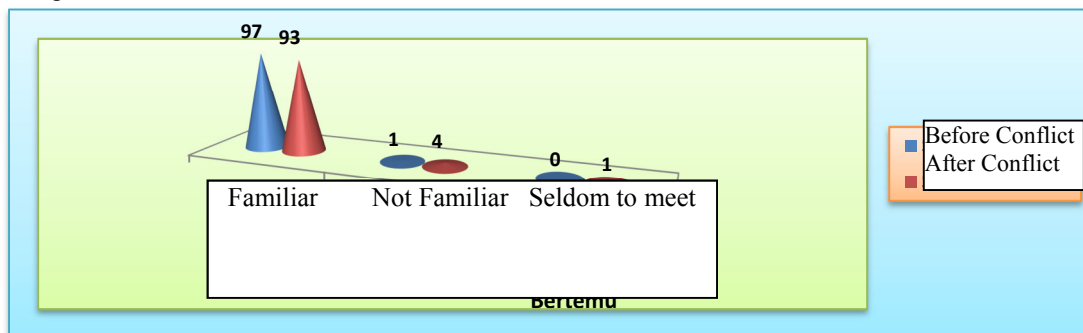 97 93
1 4
0 1
Familiar Not Familiar Seldom to meet
Bertemu
Before Conflict
After Conflict